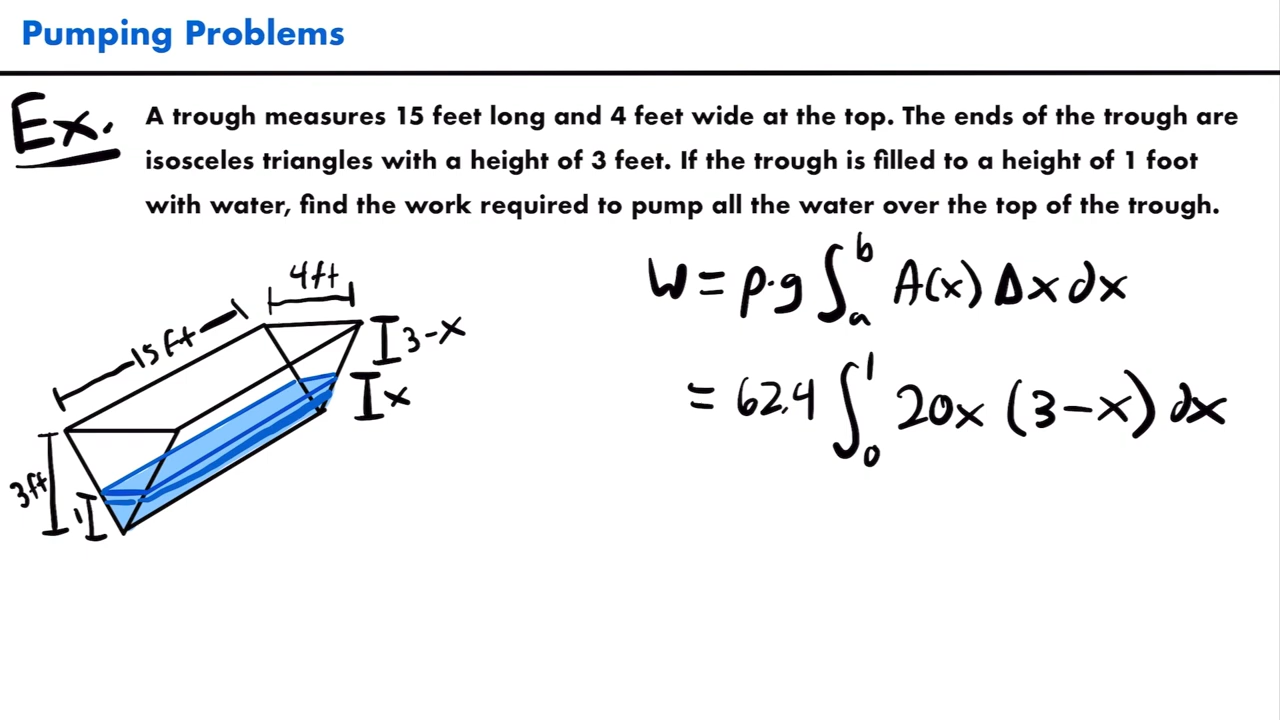 Pumping Problems
Ex.
A trough measures 15 feet long and 4 feet wide at the top. The ends of the trough are
isosceles triangles with a height of 3 feet. If the trough is filled to a height of 1 foot
with water, find the work required to pump all the water over the top of the trough.
4ft
15ft
3-x
x
3ft
1
W = ρ·g ∫ₐᵇ A(x) Δx dx
= 62.4 ∫₀¹ 20x (3-x) dx